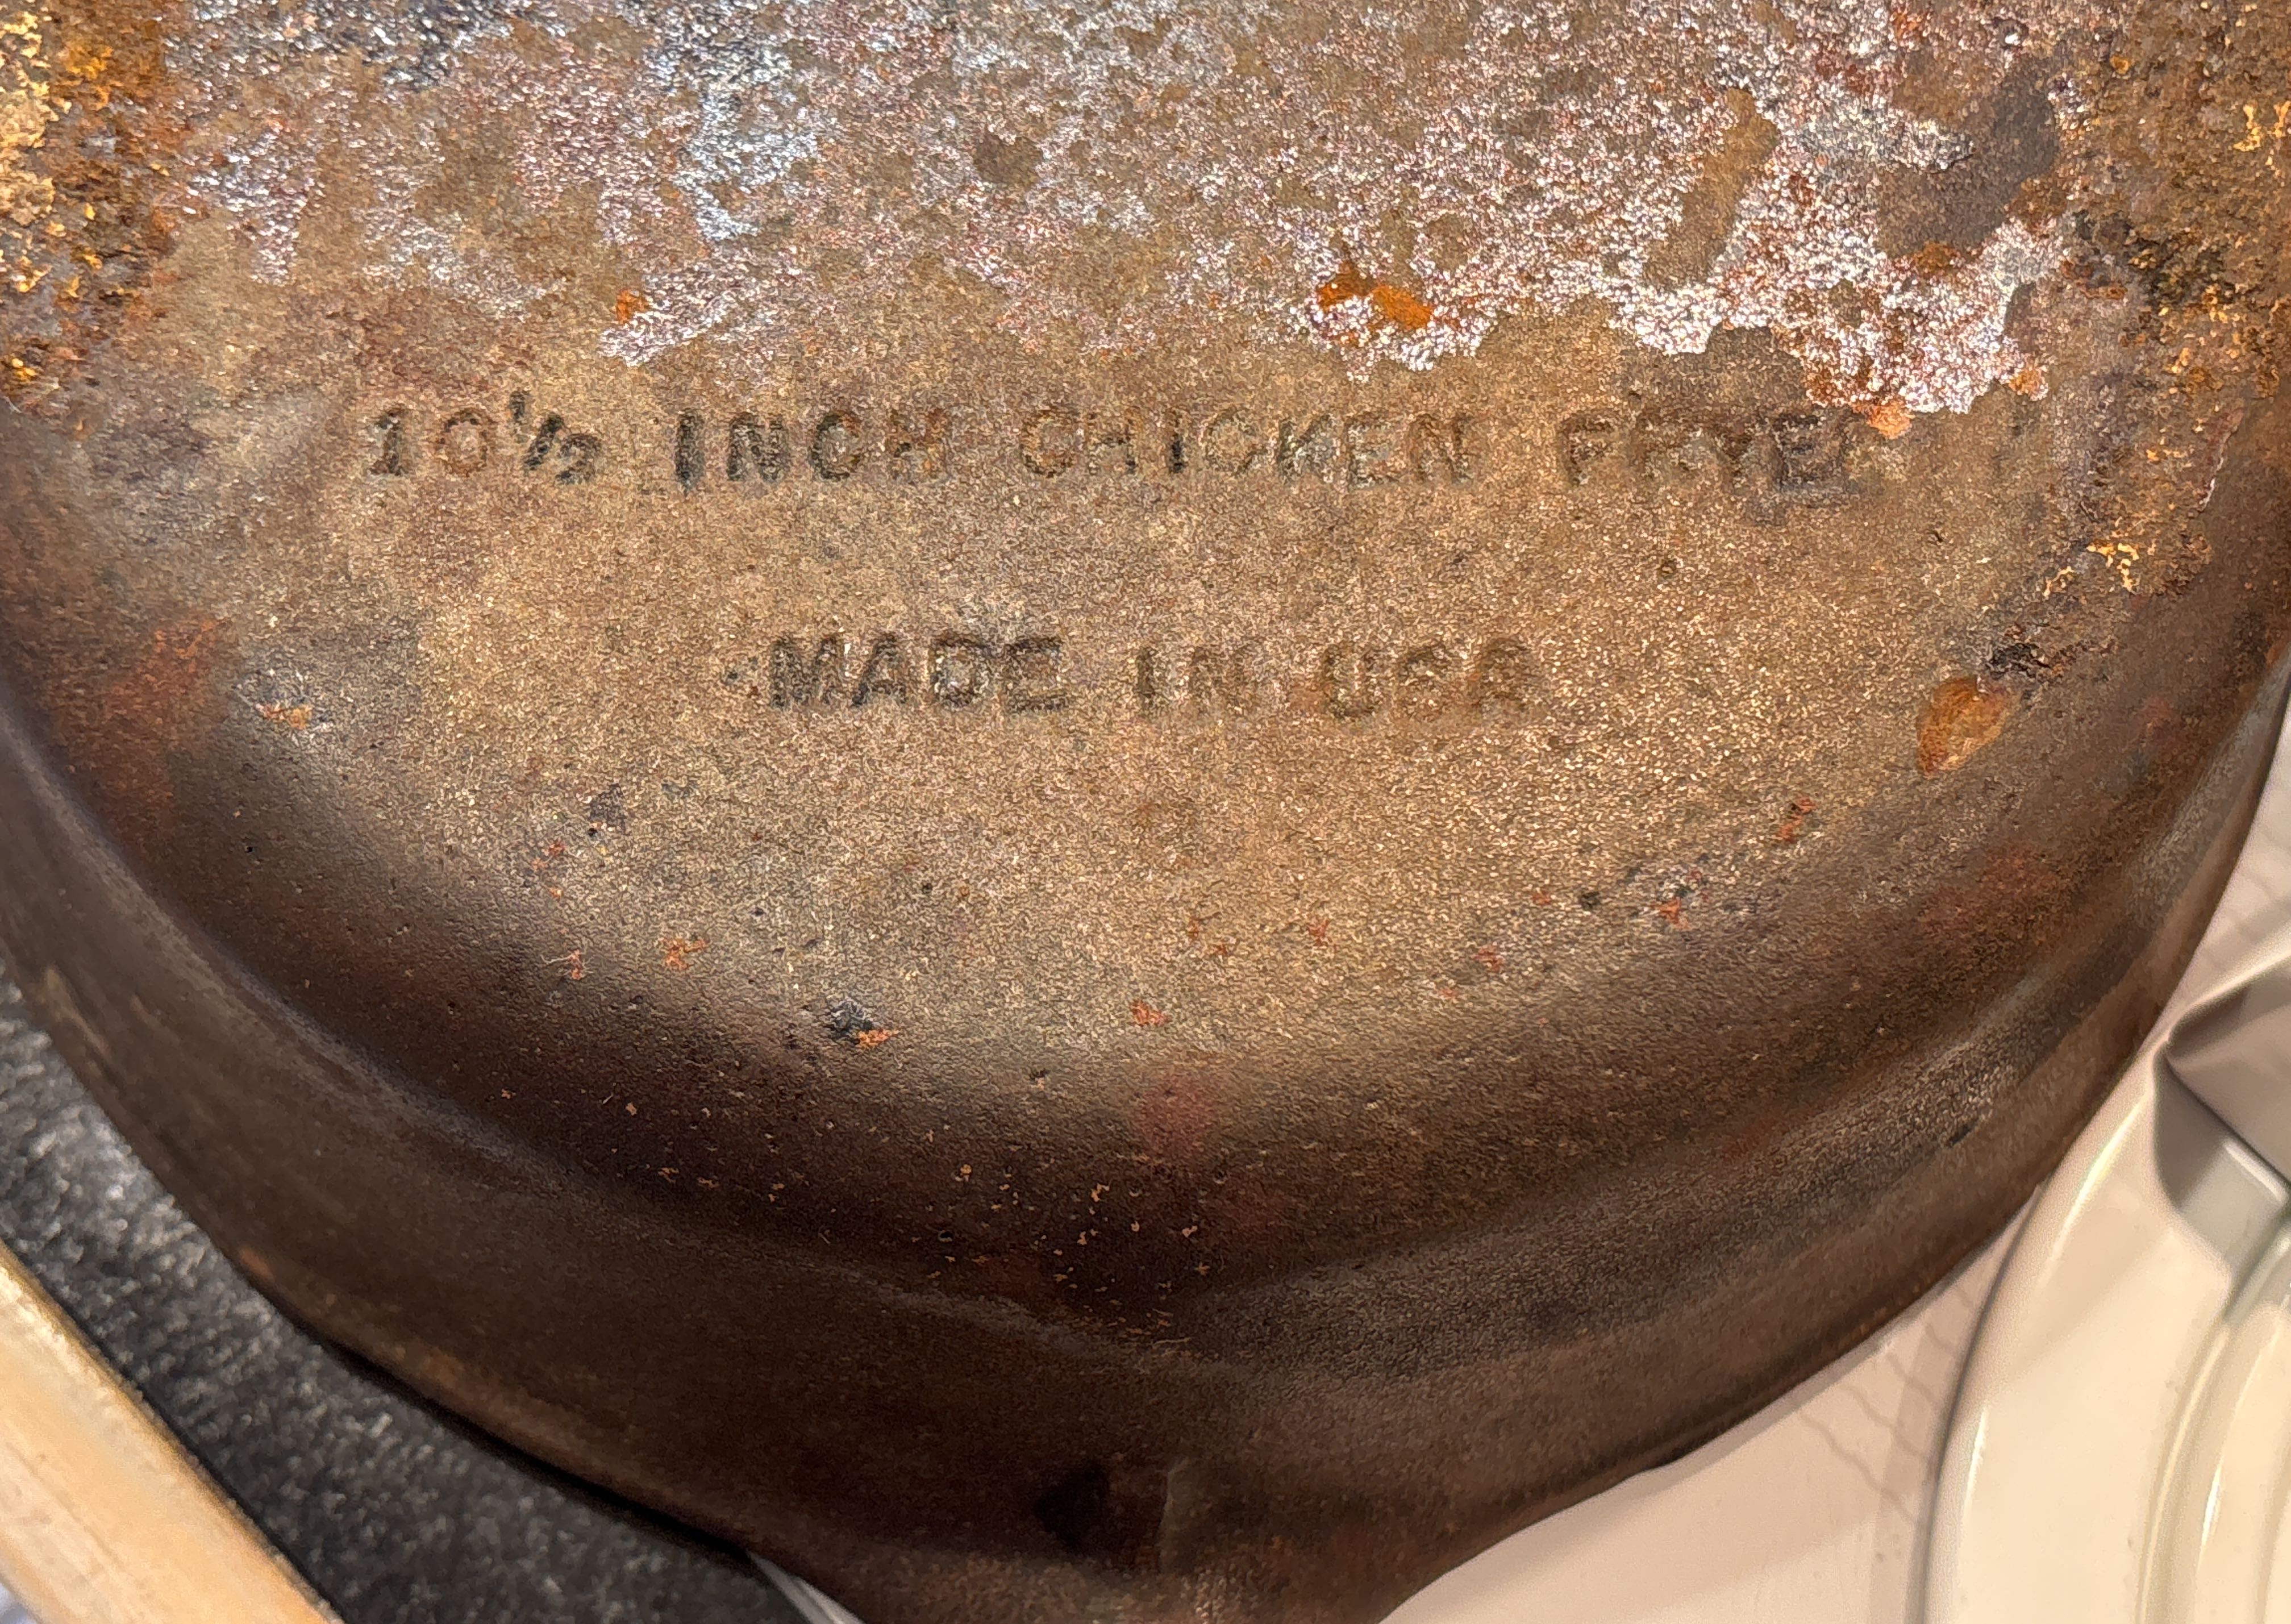 10½ INCH CHICKEN FRYER
MADE IN USA